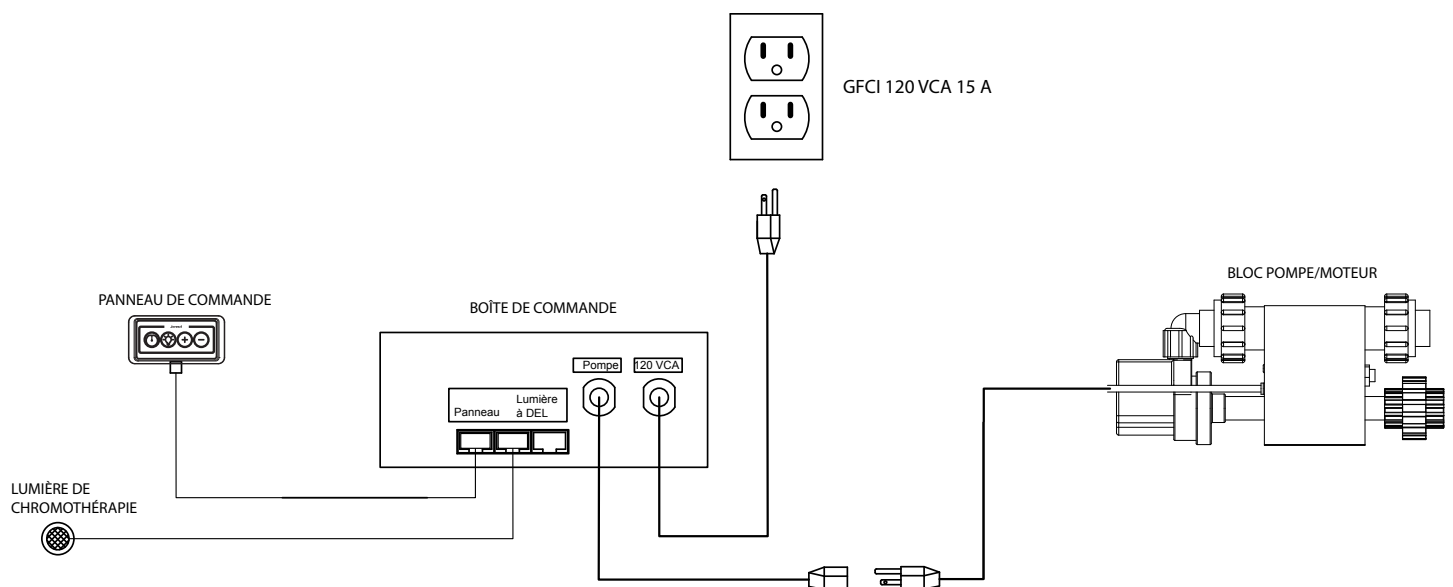 GFCI 120 VCA 15 A
BLOC POMPE/MOTEUR
PANNEAU DE COMMANDE
BOÎTE DE COMMANDE
Pompe
120 VCA
Lumière
Panneau à DEL
LUMIÈRE DE
CHROMOTHÉRAPIE